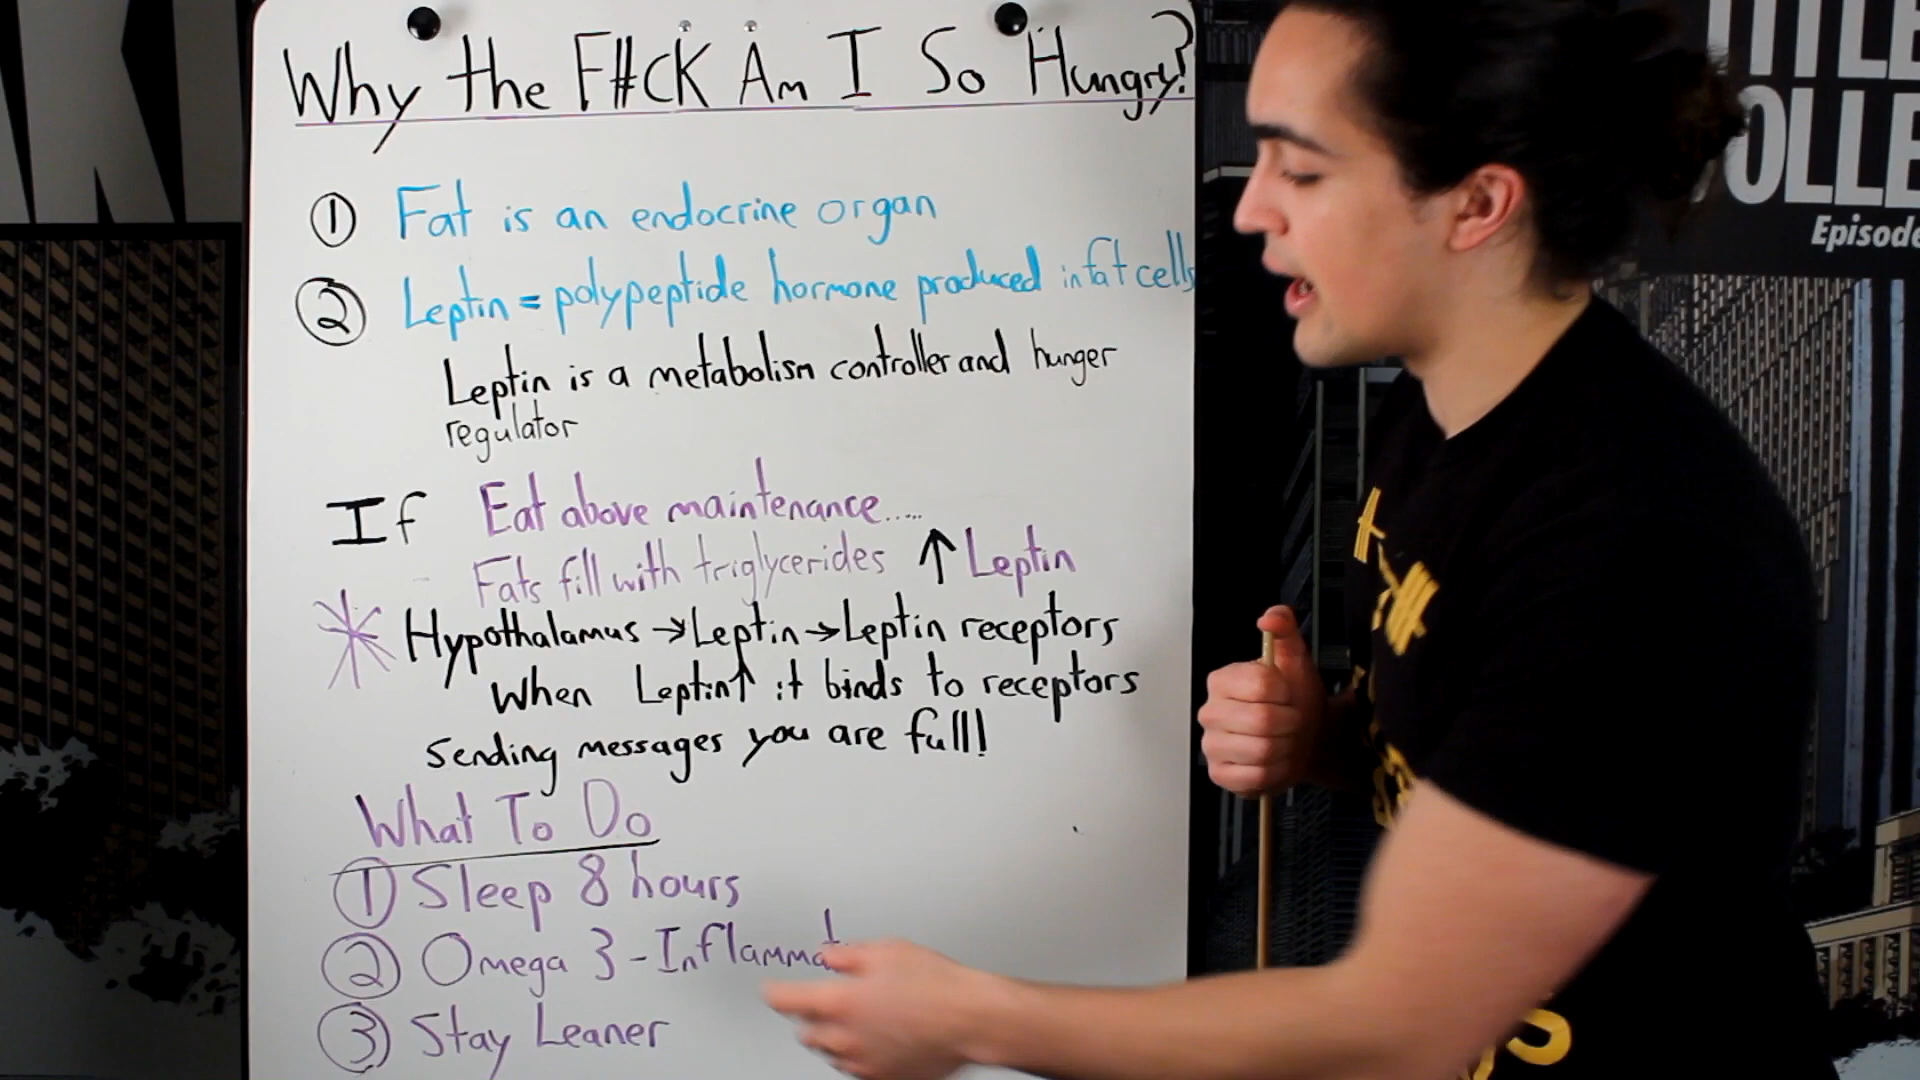 Why the F#CK Am I So Hungry?
① Fat is an endocrine organ
② Leptin = polypeptide hormone produced in fat cells
Leptin is a metabolism controller and hunger
regulator
If Eat above maintenance.....
Fats fill with triglycerides ↑ Leptin
Hypothalamus → Leptin → Leptin receptors
When Leptin↑ it binds to receptors
sending messages you are full!
What To Do
① Sleep 8 hours
② Omega 3 - Inflammat
③ Stay Leaner
Episode